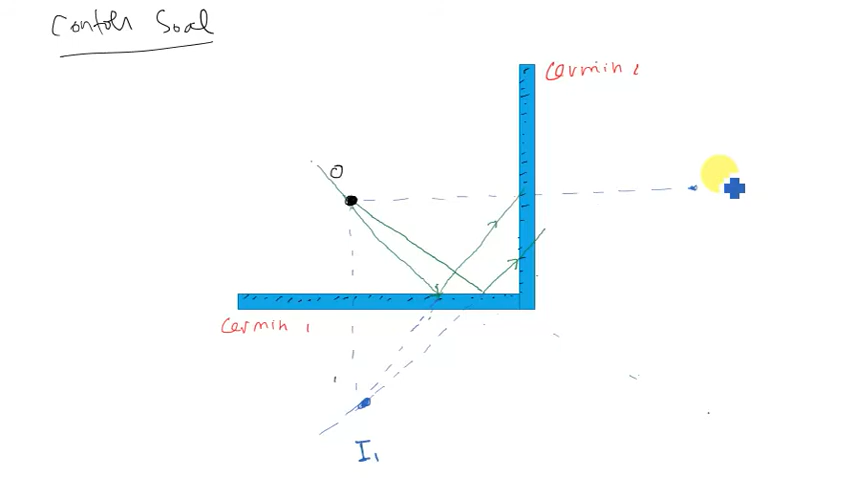 Contoh Soal
Cermin 2
O
Cermin 1
I₁